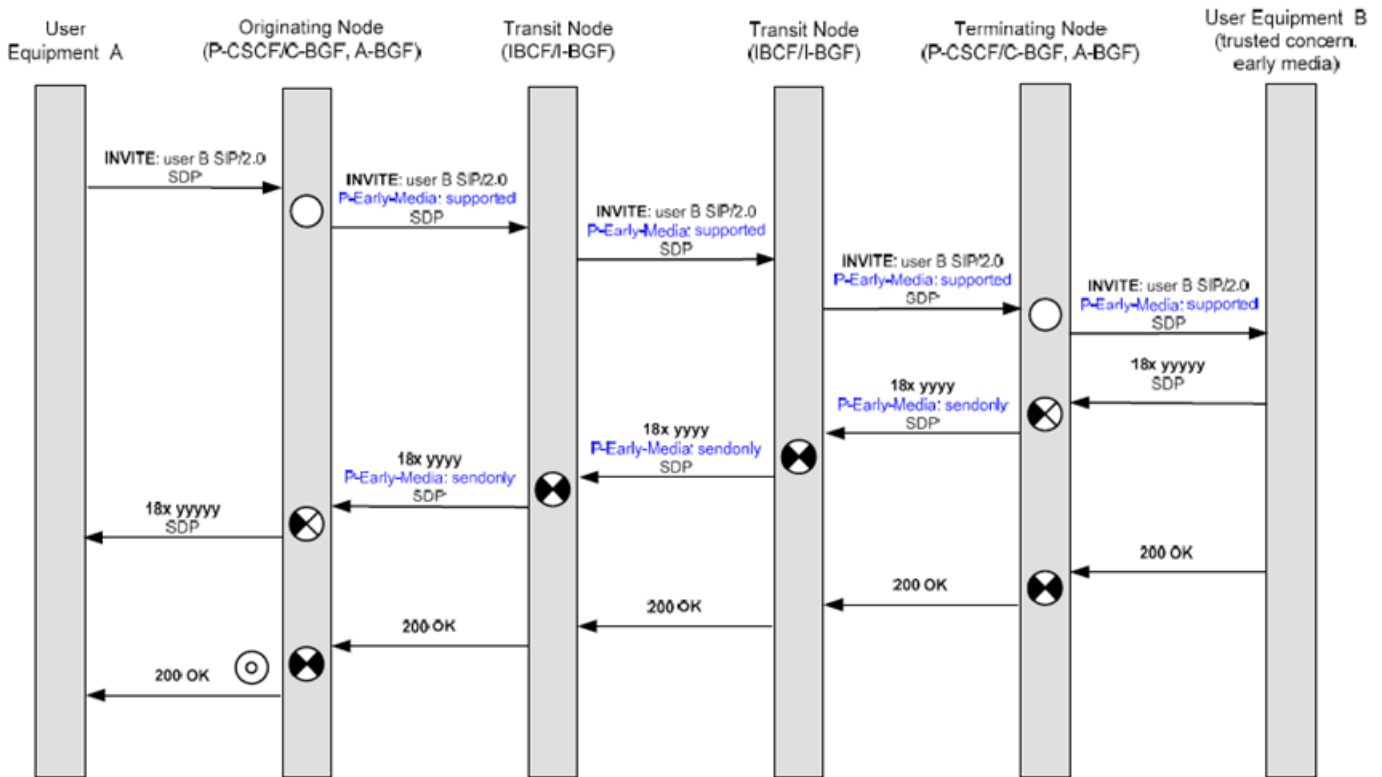 User
Equipment A
Originating Node
(P-CSCF/C-BGF, A-BGF)
Transit Node
(IBCF/I-BGF)
Transit Node
(IBCF/I-BGF)
Terminating Node
(P-CSCF/C-BGF, A-BGF)
User Equipment B
(trusted concern.
early media)
INVITE: user B SIP/2.0
SDP
INVITE: user B SIP/2.0
P-Early-Media: supported
SDP
INVITE: user B SIP/2.0
P-Early-Media: supported
SDP
INVITE: user B SIP/2.0
P-Early-Media: supported
SDP
INVITE: user B SIP/2.0
P-Early-Media: supported
SDP
18x yyyyy
SDP
18x yyyy
P-Early-Media: sendonly
SDP
18x yyyy
P-Early-Media: sendonly
SDP
18x yyyy
P-Early-Media: sendonly
SDP
18x yyyyy
SDP
200 OK
200 OK
200 OK
200 OK
200 OK